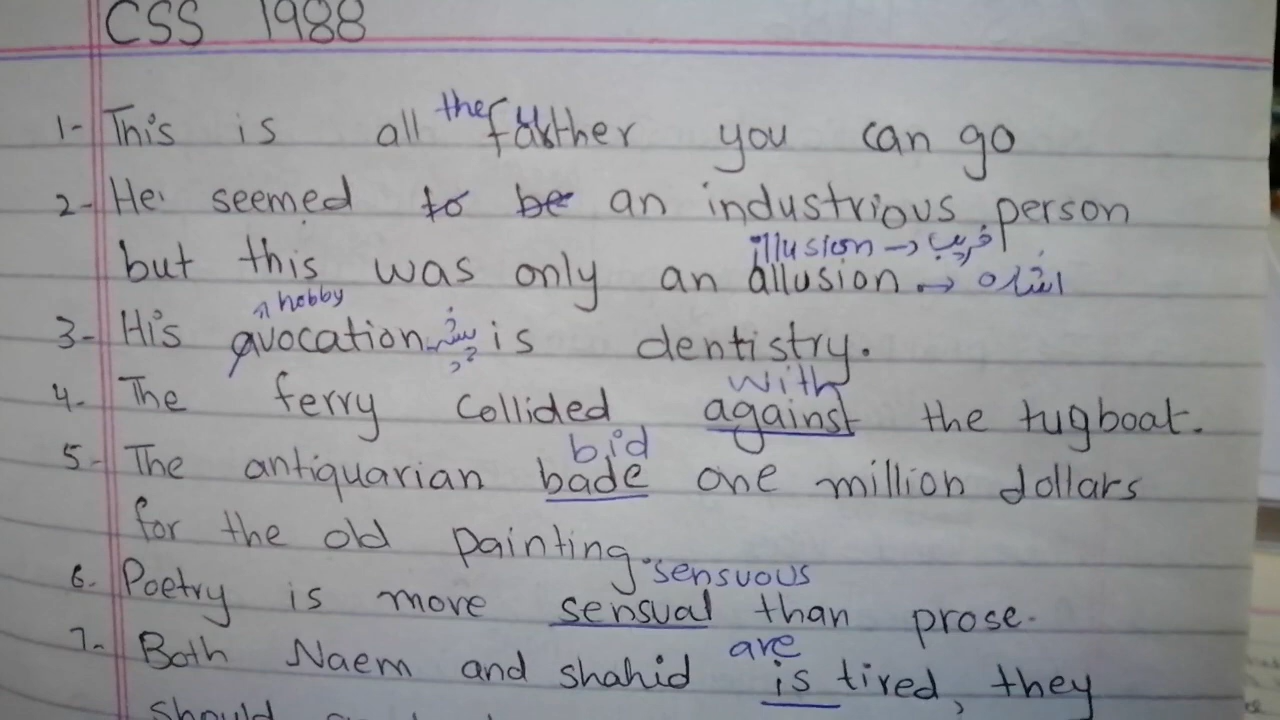 CSS 1988
the u
1- This is all farther you can go
2- He seemed to be an industrious person
illusion → فریب
but this was only an allusion → اشارہ
hobby
3- His avocation پیشہ is dentistry.
with
4- The ferry collided against the tugboat.
bid
5- The antiquarian bade one million dollars
for the old painting.
sensuous
6. Poetry is more sensual than prose.
are
7- Both Naem and shahid is tired, they
should